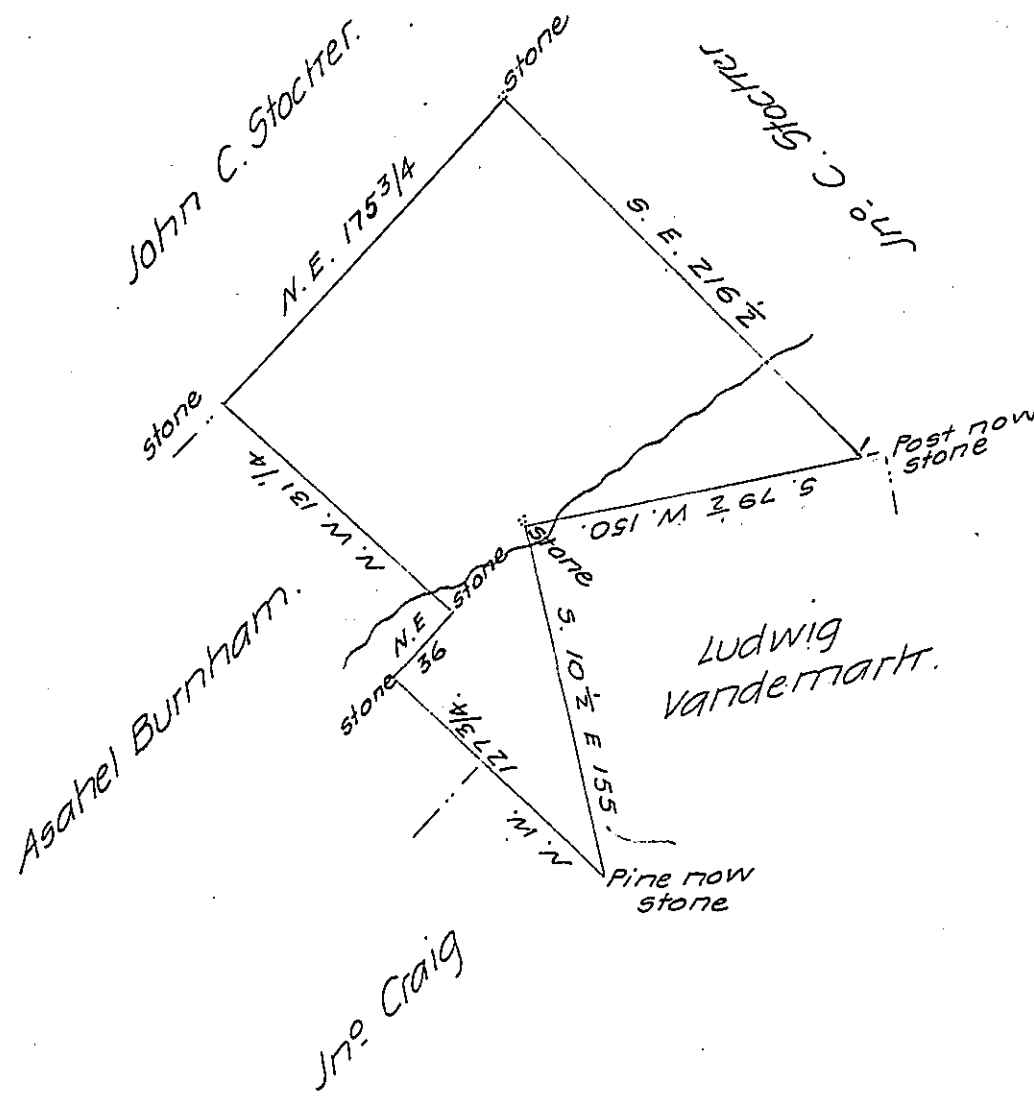 John C. Stocker.
stone
Jnº C. Stocker
N.E. 175 3/4
S. E. 219 ½
stone
Post now
stone
N. W. 131 1/4
S. 79 ½ W. 150.
stone
stone
N.E
36
stone
Asahel Burnham.
Ludwig
Vandemark.
S. 10 ½ E 155.
N. W. 127 3/4.
Pine now
stone
Jnº Craig